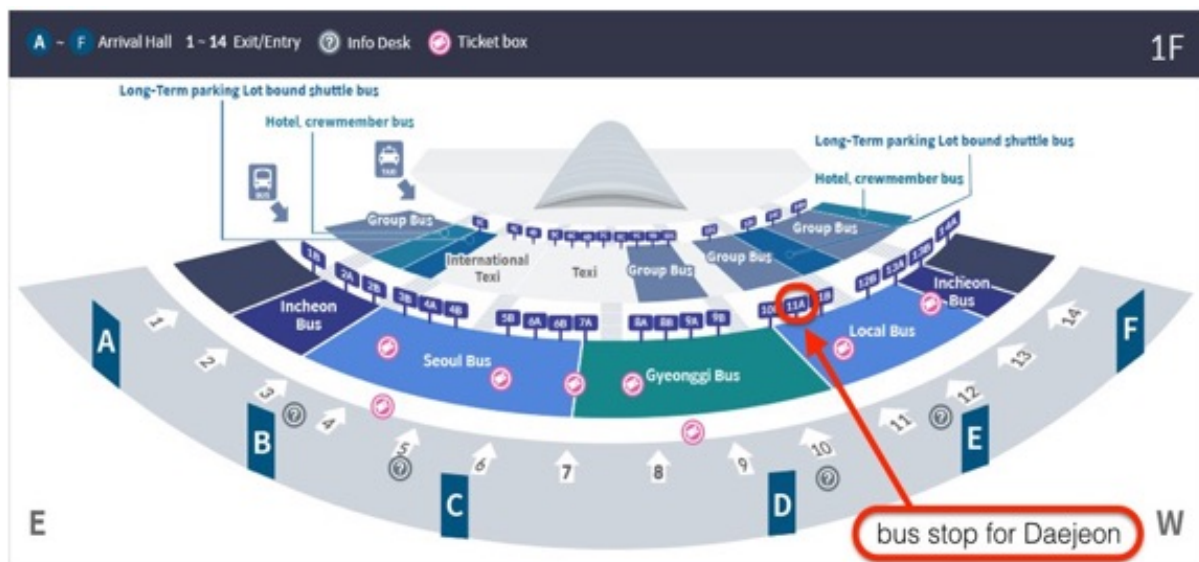 A ~ F Arrival Hall 1 ~ 14 Exit/Entry ? Info Desk Ticket box
1F
Long-Term parking Lot bound shuttle bus
Hotel, crewmember bus
TAXI
BUS
Long-Term parking Lot bound shuttle bus
Hotel, crewmember bus
Group Bus
Group Bus
International
Texi
Texi
Group Bus
Group Bus
1B
2A
2B
3B
4A
4B
5B
6A
6B
7A
8A
8B
9A
9B
11A
12B
13A
13B
14A
Incheon
Bus
Seoul Bus
Gyeonggi Bus
Local Bus
Incheon
Bus
A
B
C
D
E
F
1
2
3
4
5
6
7
8
9
10
11
12
13
14
?
?
?
?
E
W
bus stop for Daejeon